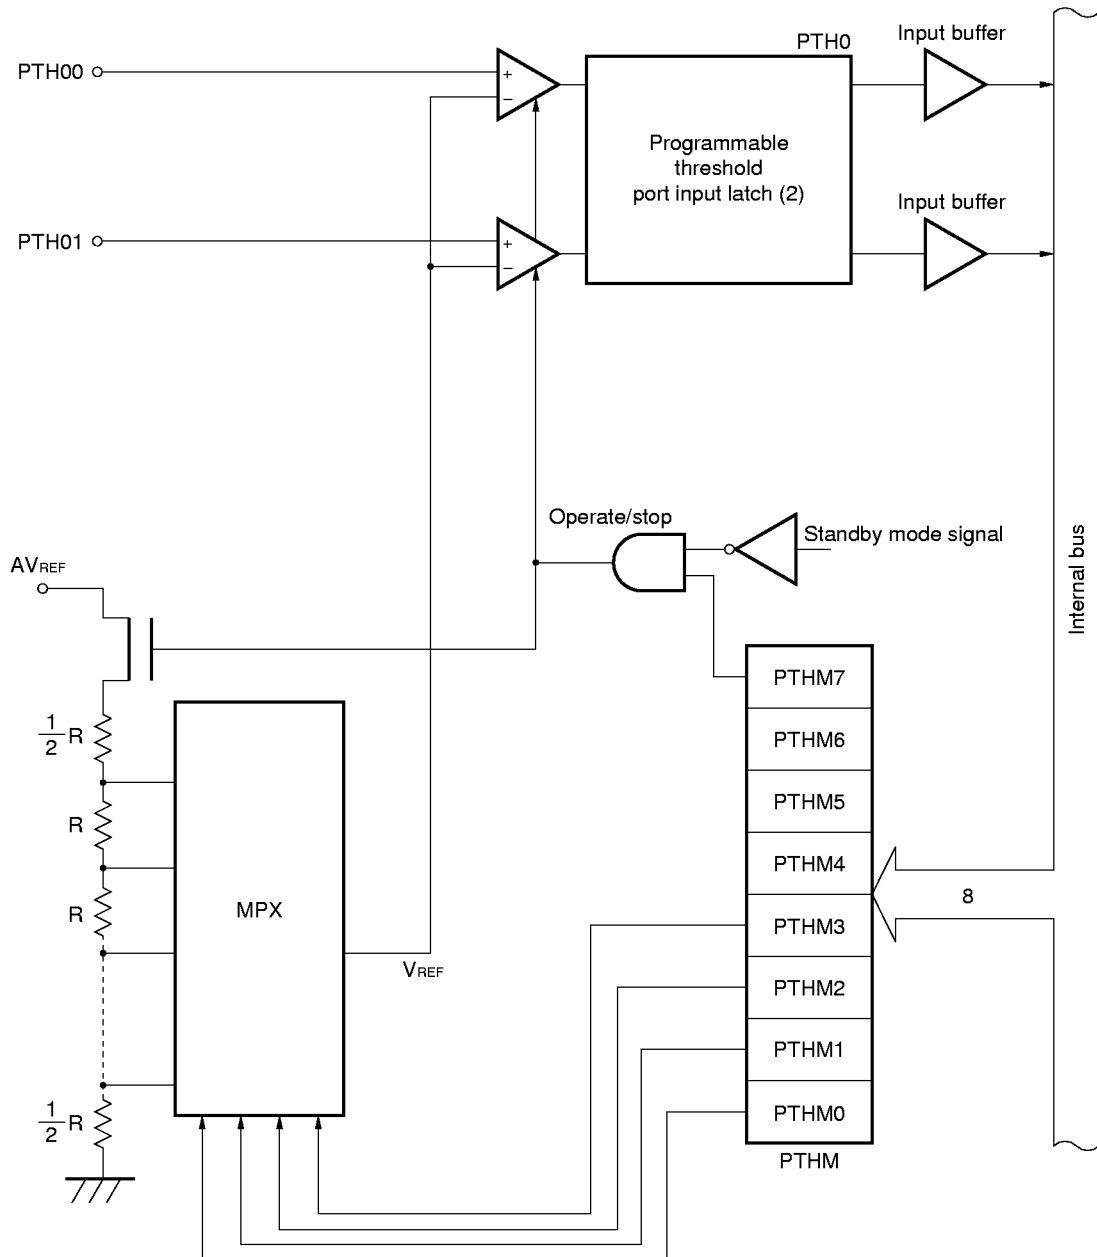 PTH0
Input buffer
PTH00
+
−
Programmable
threshold
port input latch (2)
Input buffer
PTH01
+
−
Operate/stop
Standby mode signal
Internal bus
AVREF
PTHM7
1
2
R
PTHM6
R
PTHM5
PTHM4
8
R
MPX
PTHM3
VREF
PTHM2
PTHM1
1
2
R
PTHM0
PTHM